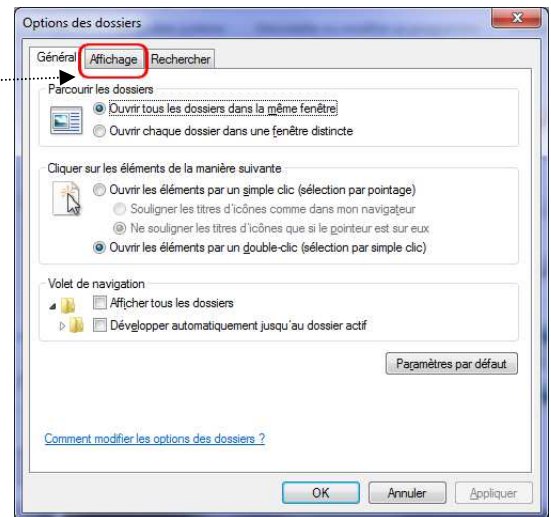 Options des dossiers
Général Affichage Rechercher
Parcourir les dossiers
Ouvrir tous les dossiers dans la même fenêtre
Ouvrir chaque dossier dans une fenêtre distincte
Cliquer sur les éléments de la manière suivante
Ouvrir les éléments par un simple clic (sélection par pointage)
Souligner les titres d'icônes comme dans mon navigateur
Ne souligner les titres d'icônes que si le pointeur est sur eux
Ouvrir les éléments par un double-clic (sélection par simple clic)
Volet de navigation
Afficher tous les dossiers
Développer automatiquement jusqu'au dossier actif
Paramètres par défaut
Comment modifier les options des dossiers ?
OK Annuler Appliquer